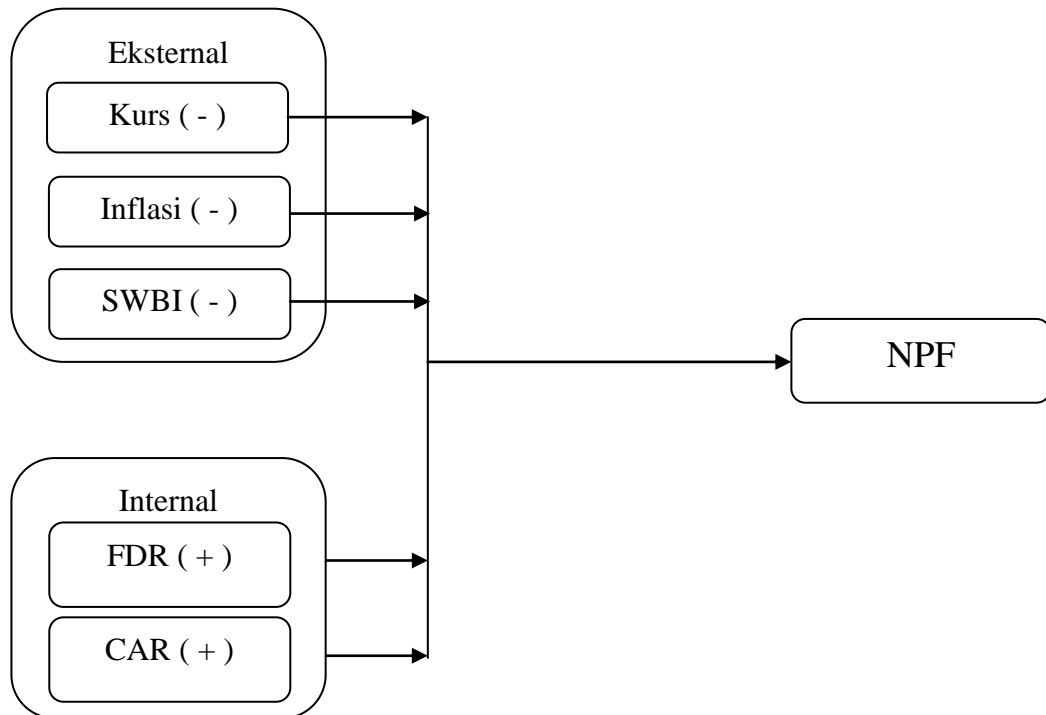 Eksternal
Kurs ( - )
Inflasi ( - )
SWBI ( - )
NPF
Internal
FDR ( + )
CAR ( + )